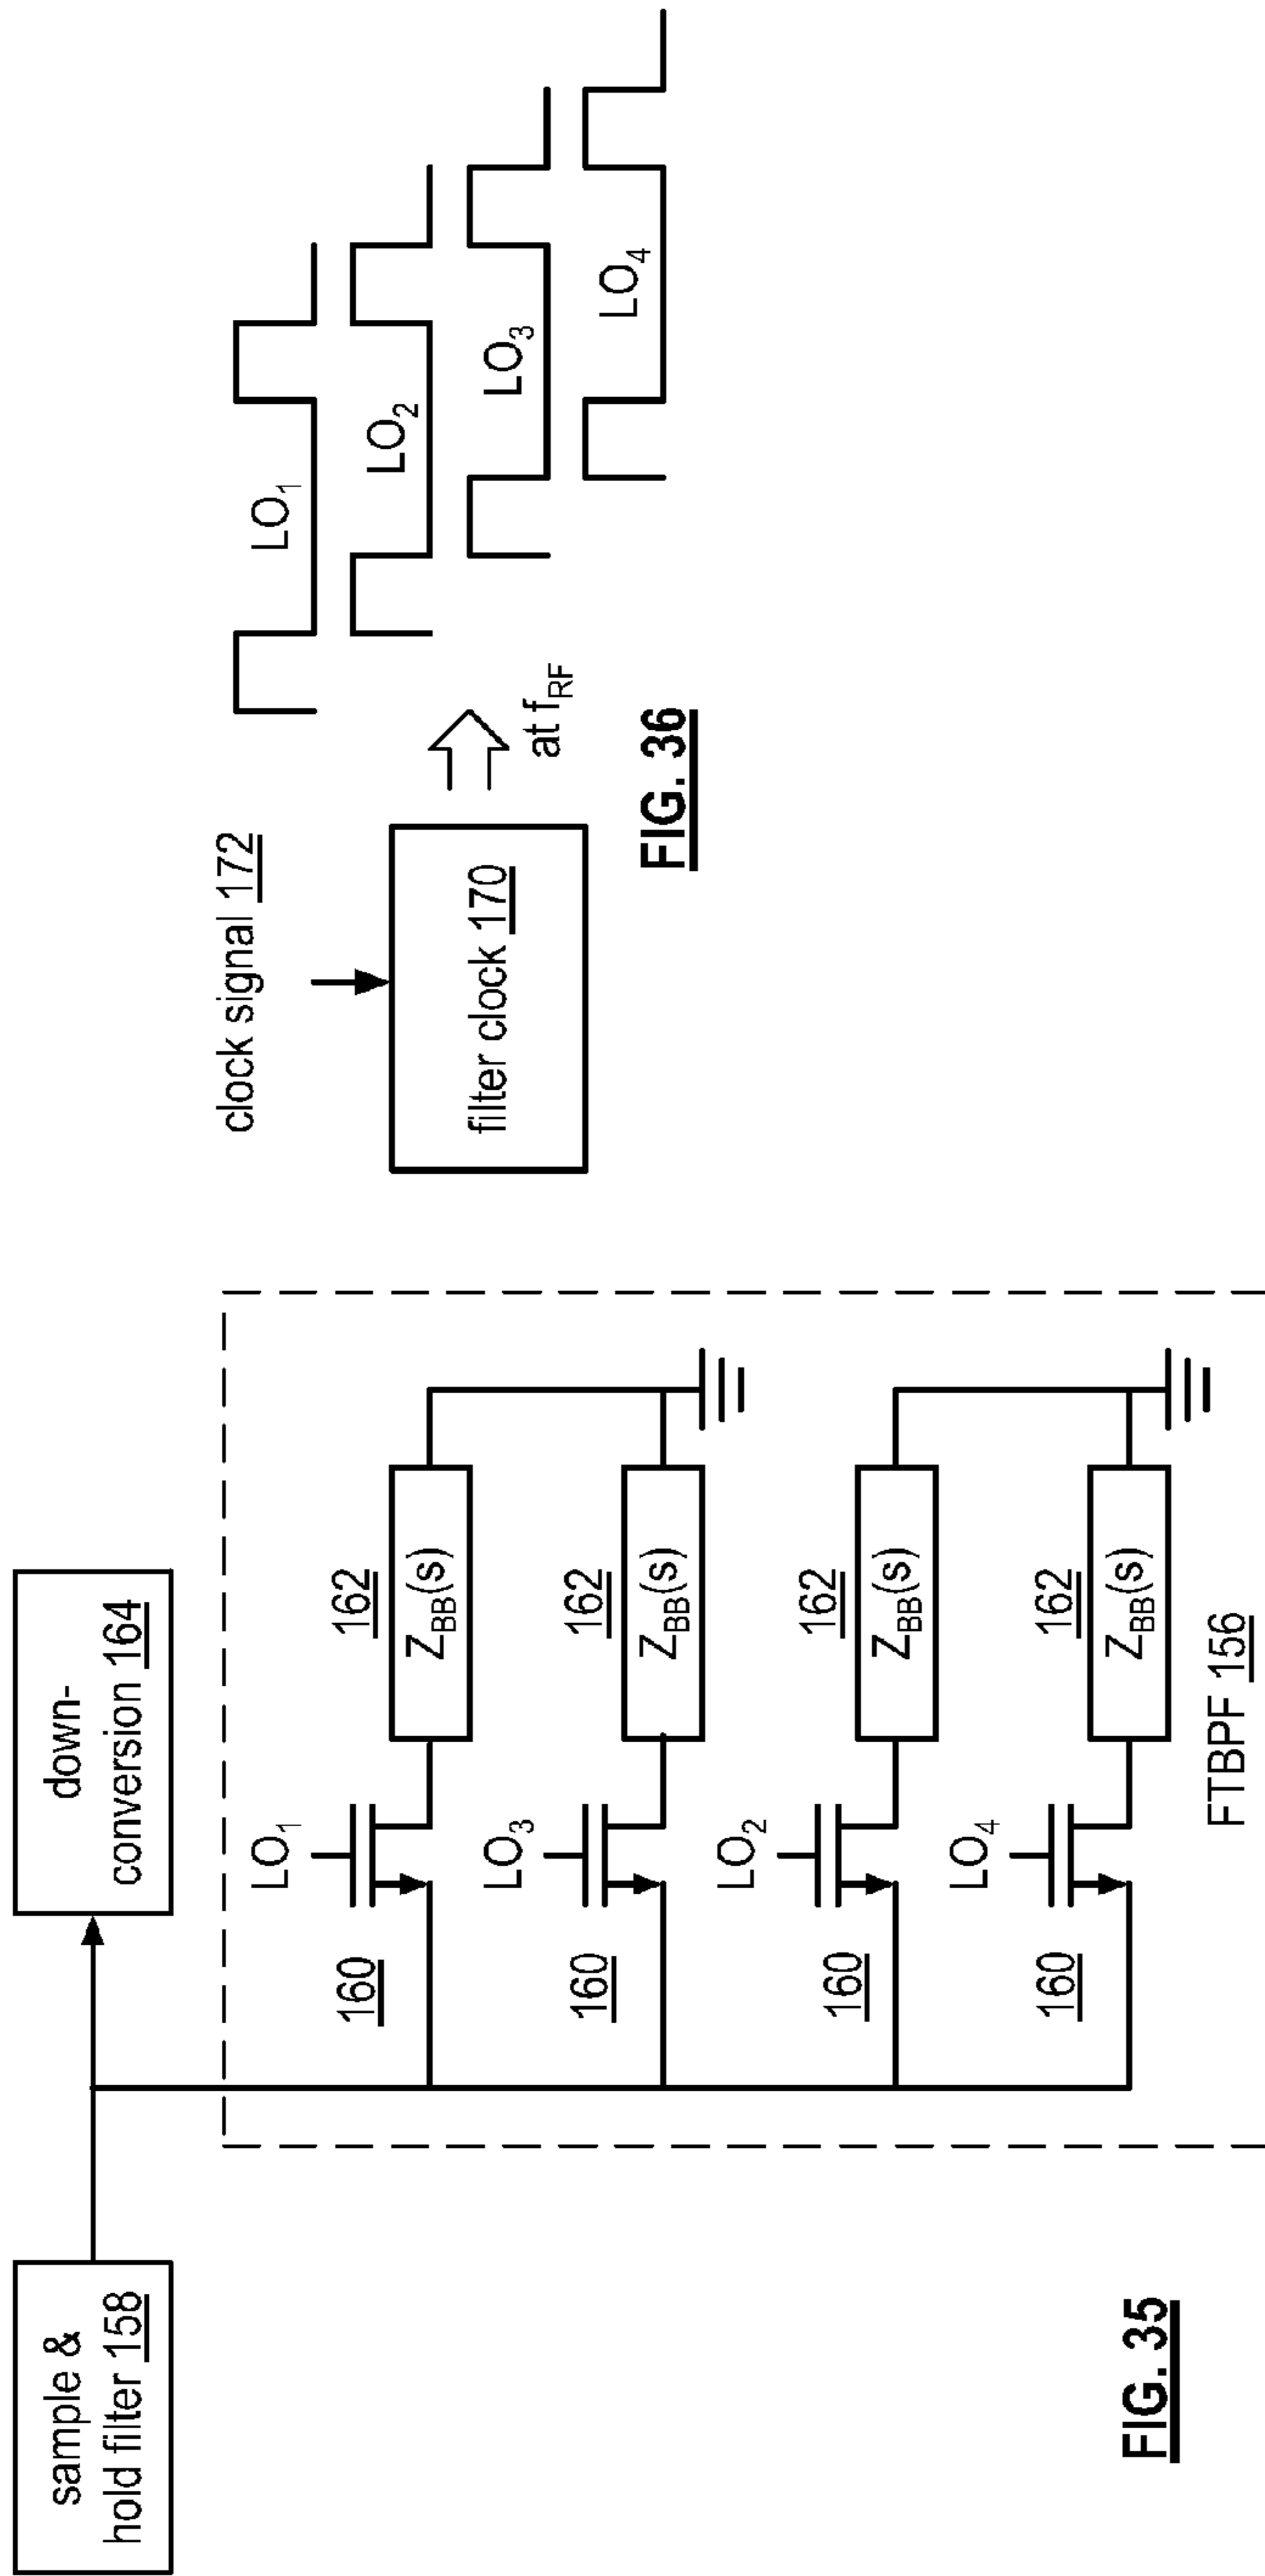 sample &
hold filter 158
down-
conversion 164
LO1
160
162
ZBB(s)
LO3
160
162
ZBB(s)
LO2
160
162
ZBB(s)
LO4
160
162
ZBB(s)
FTBPF 156
FIG. 35
clock signal 172
filter clock 170
at fRF
LO1
LO2
LO3
LO4
FIG. 36